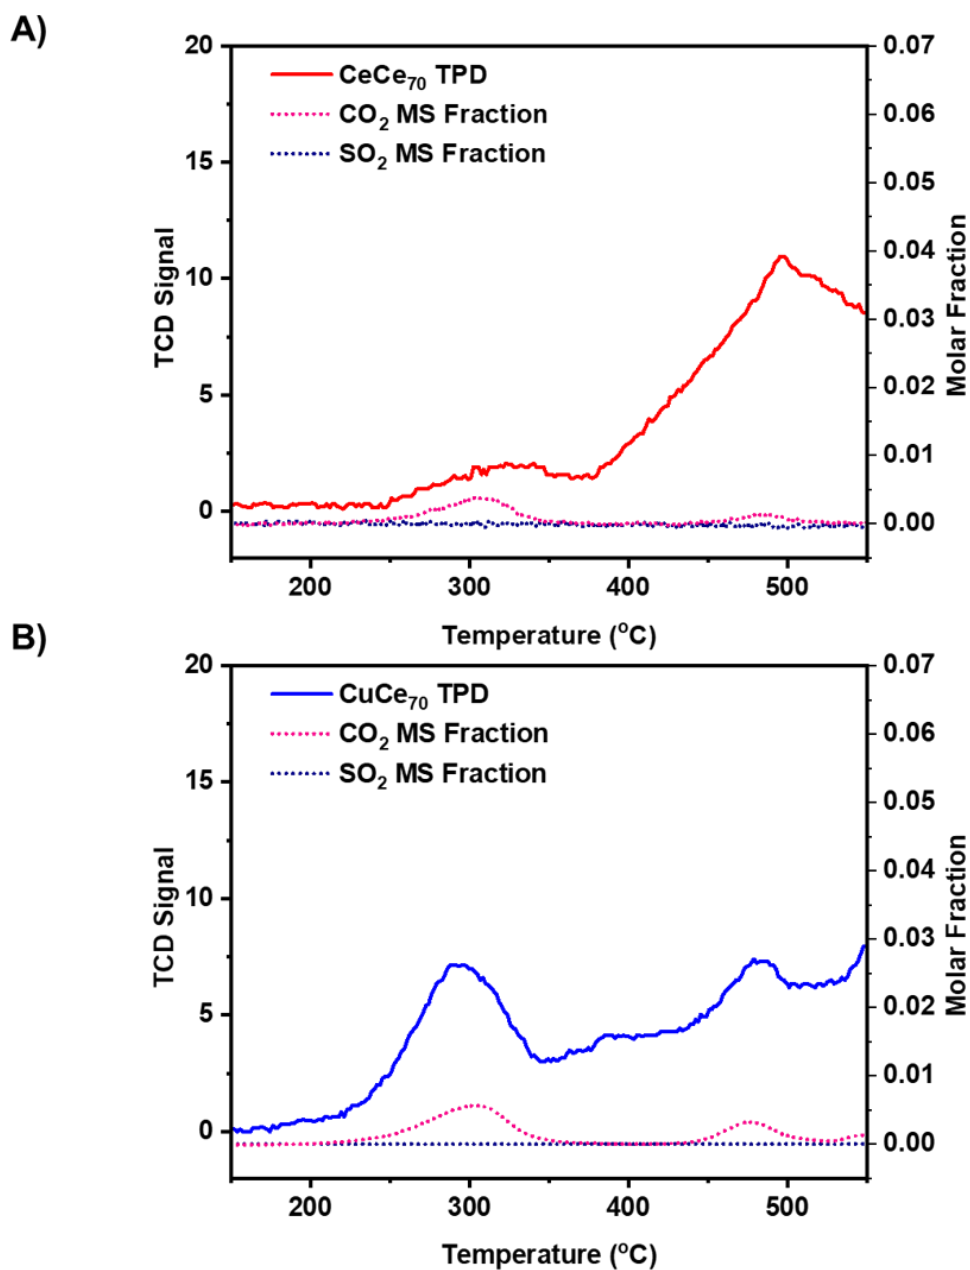 A)
20
15
10
5
0
TCD Signal
CeCe70 TPD
CO2 MS Fraction
SO2 MS Fraction
0.07
0.06
0.05
0.04
0.03
0.02
0.01
0.00
Molar Fraction
200 300 400 500
Temperature (oC)
B)
20
15
10
5
0
TCD Signal
CuCe70 TPD
CO2 MS Fraction
SO2 MS Fraction
0.07
0.06
0.05
0.04
0.03
0.02
0.01
0.00
Molar Fraction
200 300 400 500
Temperature (oC)